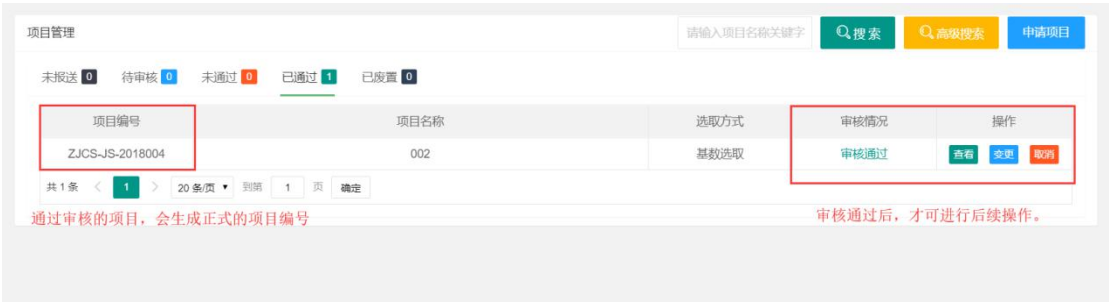 项目管理 请输入项目名称关键字 搜索 高级搜索 申请项目
未报送 0 待审核 0 未通过 0 已通过 1 已废置 0
项目编号 项目名称 选取方式 审核情况 操作
ZJCS-JS-2018004 002 基数选取 审核通过 查看 变更 取消
共 1 条 < 1 > 20 条/页 到第 1 页 确定
通过审核的项目，会生成正式的项目编号 审核通过后，才可进行后续操作。